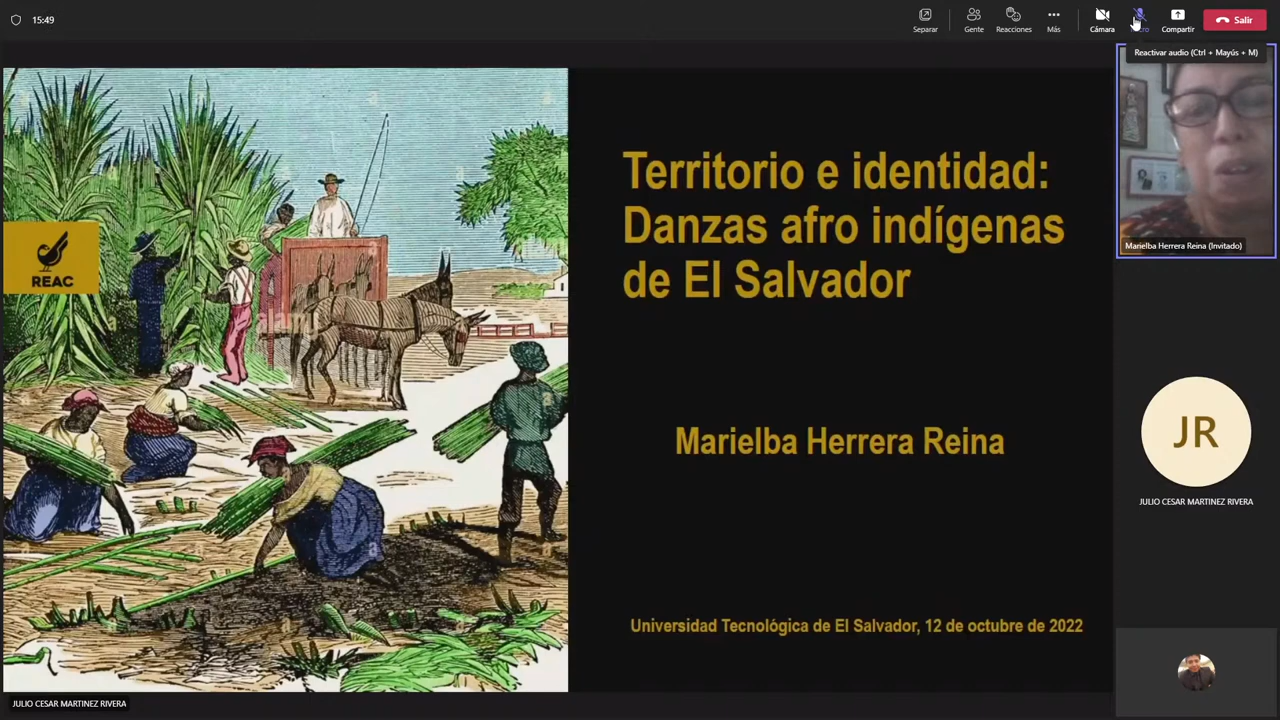 15:49
Separar
Gente
Reacciones
Más
Cámara
Compartir
Salir
Reactivar audio (Ctrl + Mayús + M)
REAC
alamy
Territorio e identidad:
Danzas afro indígenas
de El Salvador
Marielba Herrera Reina
Universidad Tecnológica de El Salvador, 12 de octubre de 2022
Marielba Herrera Reina (Invitado)
JR
JULIO CESAR MARTINEZ RIVERA
JULIO CESAR MARTINEZ RIVERA